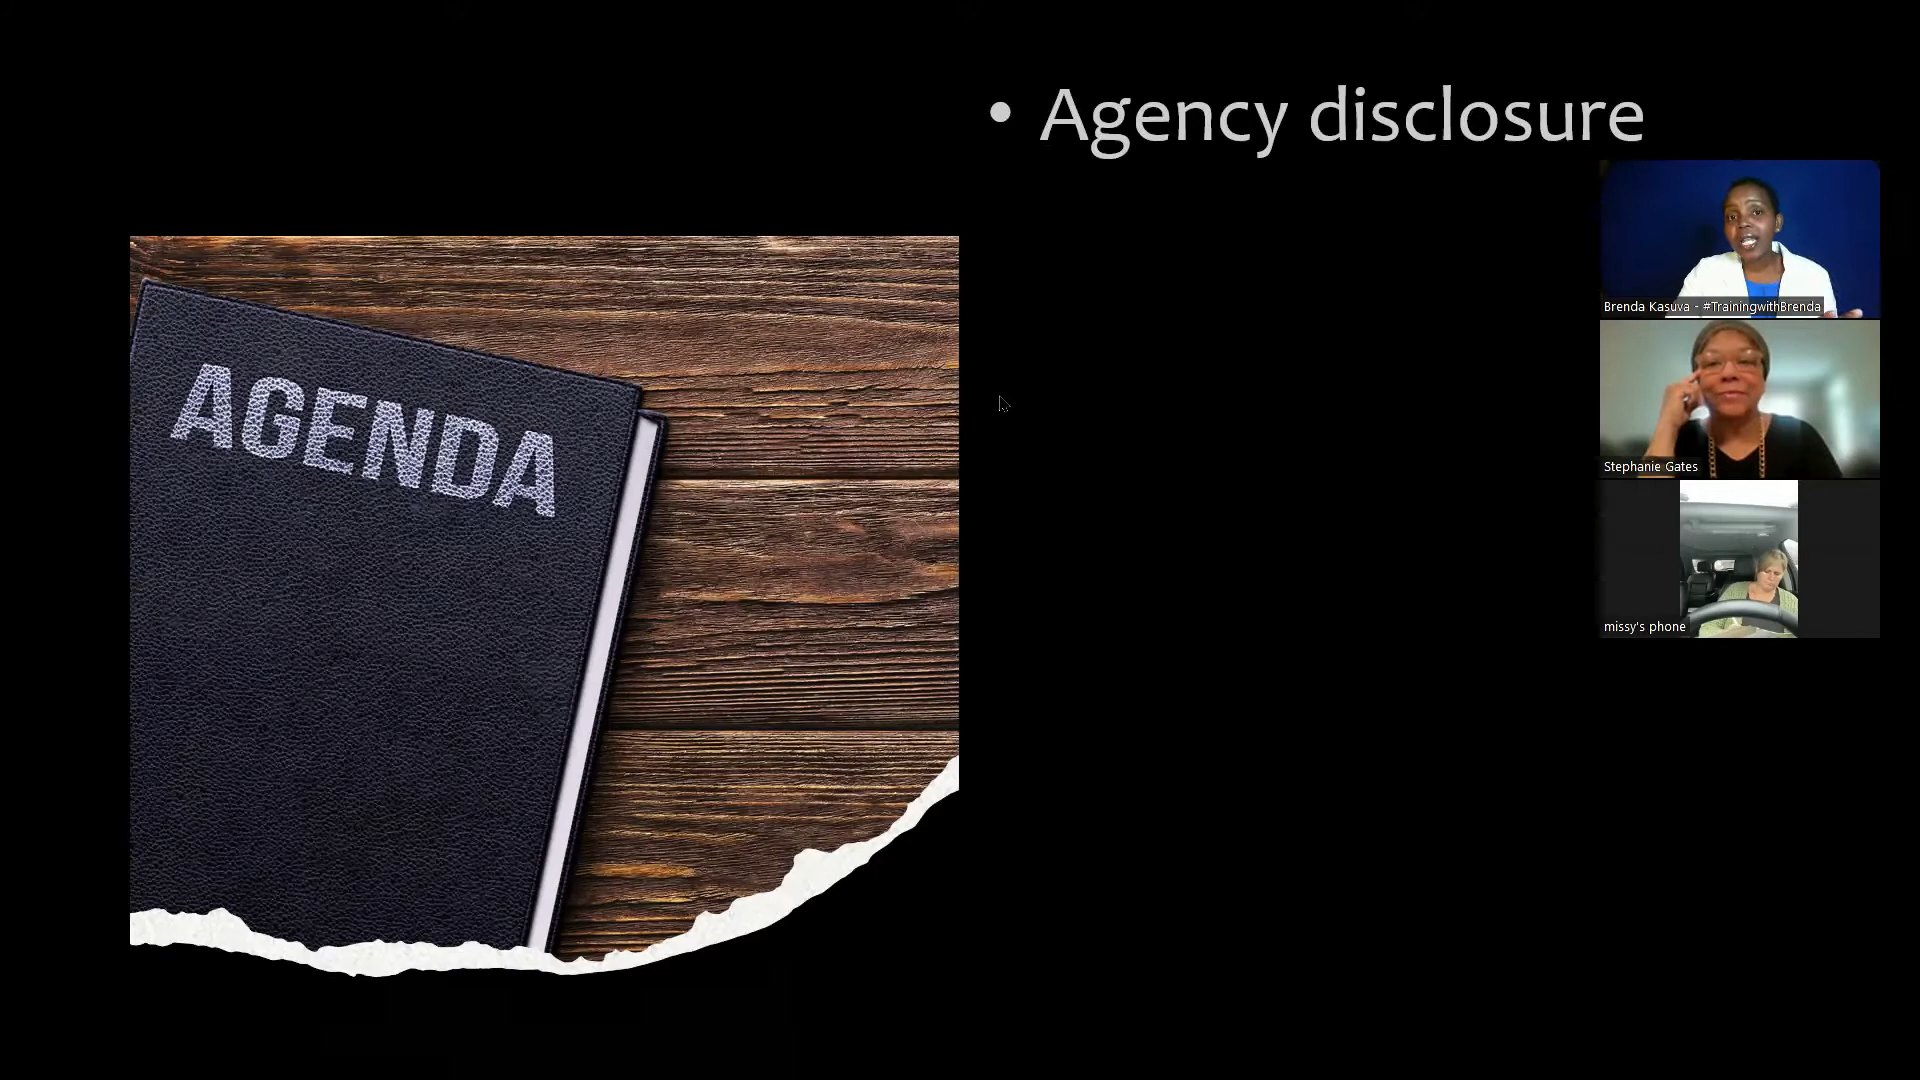 • Agency disclosure
AGENDA
Brenda Kasuva - #TrainingwithBrenda
Stephanie Gates
missy's phone